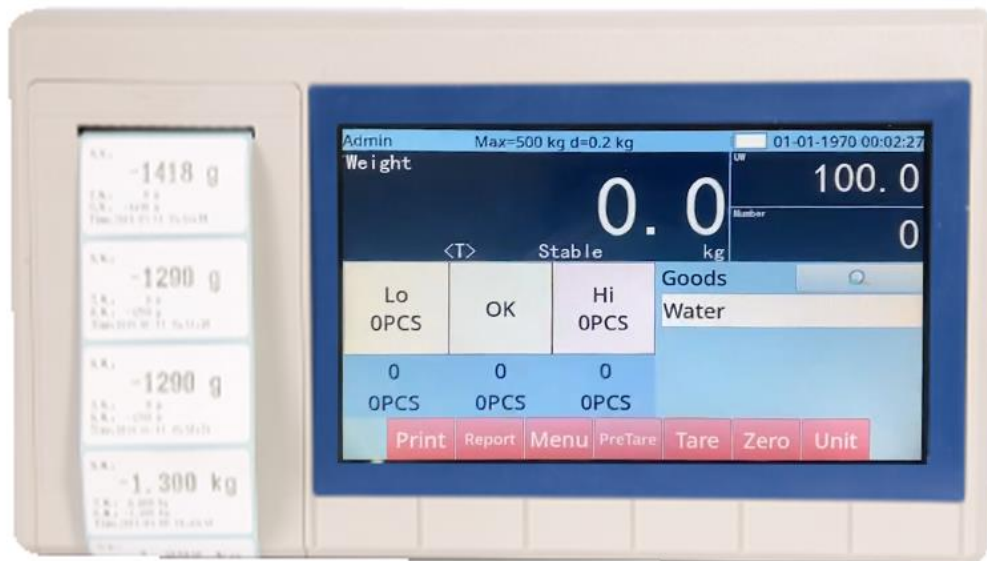 -1418 g
-1290 g
-1290 g
-1.300 kg
Admin Max=500 kg d=0.2 kg 01-01-1970 00:02:27
Weight
0.0
<T> Stable kg
UW
100.0
Number
0
Lo
0PCS
OK
Hi
0PCS
0 0 0
0PCS 0PCS 0PCS
Goods
Water
Print Report Menu PreTare Tare Zero Unit